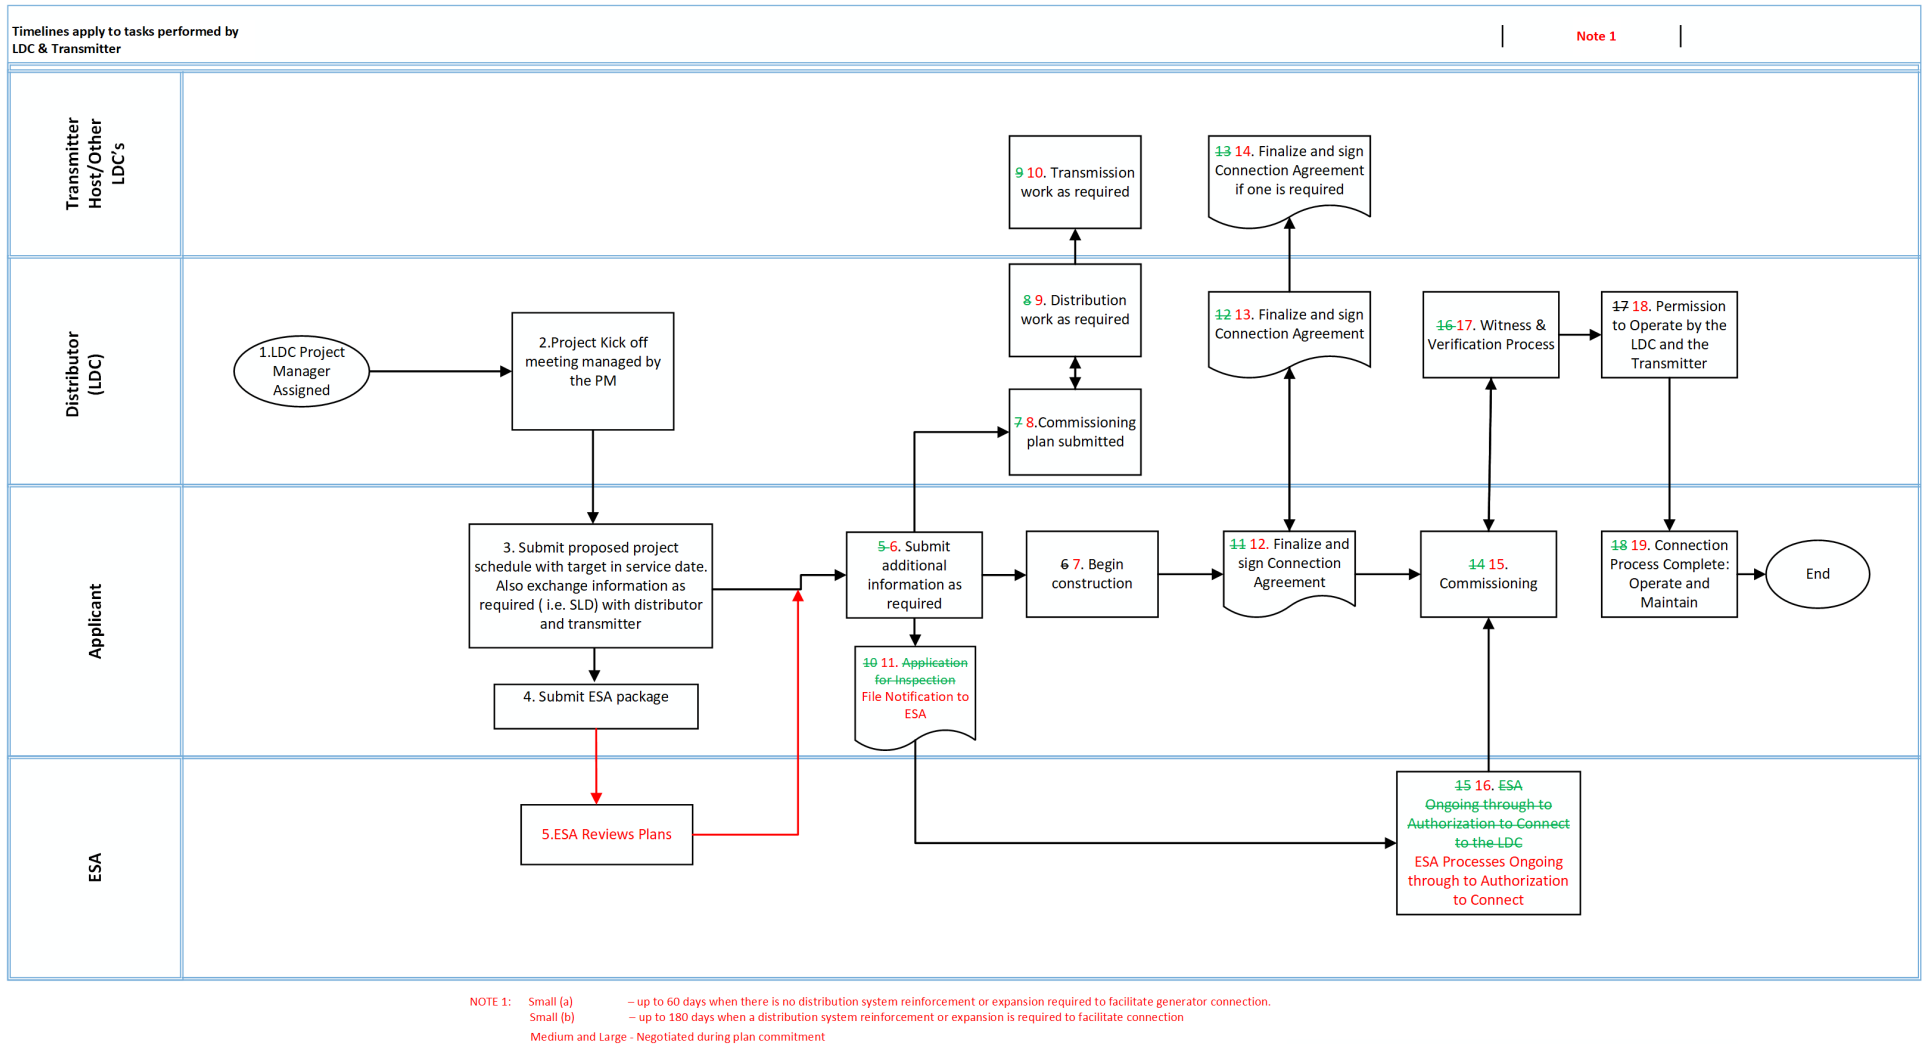 Timelines apply to tasks performed by
LDC & Transmitter
Note 1
Transmitter
Host/Other
LDC's
9 10. Transmission
work as required
13 14. Finalize and sign
Connection Agreement
if one is required
Distributor
(LDC)
1.LDC Project
Manager
Assigned
2.Project Kick off
meeting managed by
the PM
8 9. Distribution
work as required
7 8.Commissioning
plan submitted
12 13. Finalize and sign
Connection Agreement
16 17. Witness &
Verification Process
17 18. Permission
to Operate by the
LDC and the
Transmitter
Applicant
3. Submit proposed project
schedule with target in service date.
Also exchange information as
required ( i.e. SLD) with distributor
and transmitter
4. Submit ESA package
5 6. Submit
additional
information as
required
6 7. Begin
construction
10 11. Application
for Inspection
File Notification to
ESA
11 12. Finalize and
sign Connection
Agreement
14 15.
Commissioning
18 19. Connection
Process Complete:
Operate and
Maintain
End
ESA
5.ESA Reviews Plans
15 16. ESA
Ongoing through to
Authorization to Connect
to the LDC
ESA Processes Ongoing
through to Authorization
to Connect
NOTE 1: Small (a) – up to 60 days when there is no distribution system reinforcement or expansion required to facilitate generator connection.
Small (b) – up to 180 days when a distribution system reinforcement or expansion is required to facilitate connection
Medium and Large - Negotiated during plan commitment